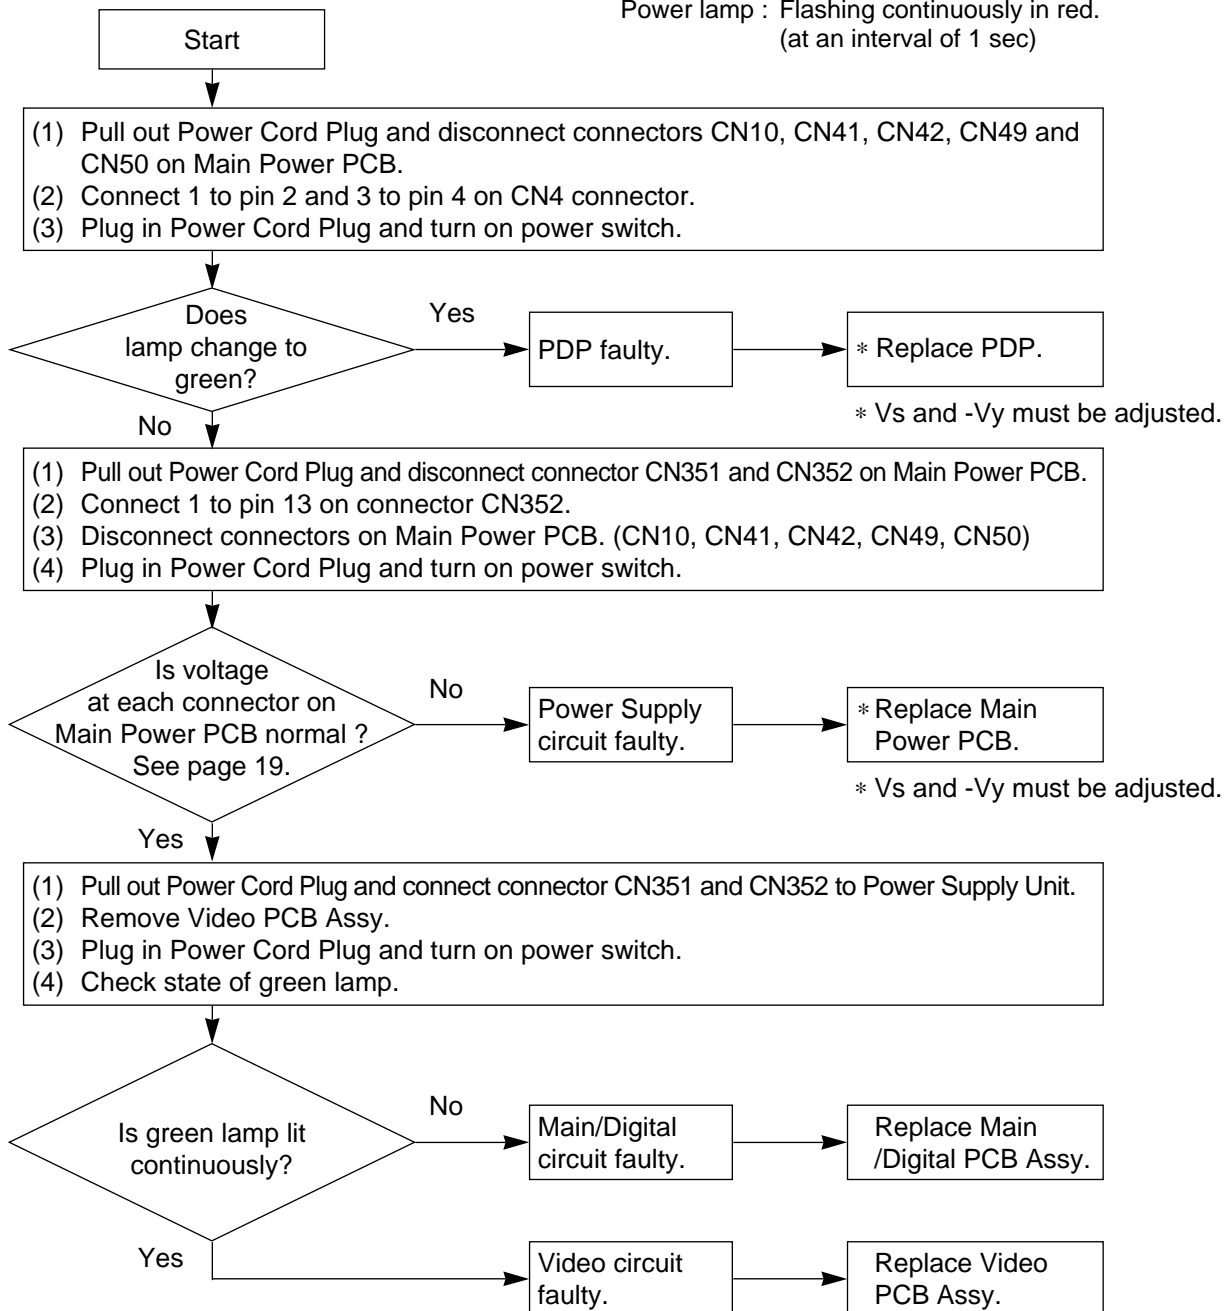 Power lamp : Flashing continuously in red.
(at an interval of 1 sec)
Start
(1) Pull out Power Cord Plug and disconnect connectors CN10, CN41, CN42, CN49 and
CN50 on Main Power PCB.
(2) Connect 1 to pin 2 and 3 to pin 4 on CN4 connector.
(3) Plug in Power Cord Plug and turn on power switch.
Does
lamp change to
green?
Yes
PDP faulty.
* Replace PDP.
* Vs and -Vy must be adjusted.
No
(1) Pull out Power Cord Plug and disconnect connector CN351 and CN352 on Main Power PCB.
(2) Connect 1 to pin 13 on connector CN352.
(3) Disconnect connectors on Main Power PCB. (CN10, CN41, CN42, CN49, CN50)
(4) Plug in Power Cord Plug and turn on power switch.
Is voltage
at each connector on
Main Power PCB normal ?
See page 19.
No
Power Supply
circuit faulty.
* Replace Main
Power PCB.
* Vs and -Vy must be adjusted.
Yes
(1) Pull out Power Cord Plug and connect connector CN351 and CN352 to Power Supply Unit.
(2) Remove Video PCB Assy.
(3) Plug in Power Cord Plug and turn on power switch.
(4) Check state of green lamp.
Is green lamp lit
continuously?
No
Main/Digital
circuit faulty.
Replace Main
/Digital PCB Assy.
Yes
Video circuit
faulty.
Replace Video
PCB Assy.